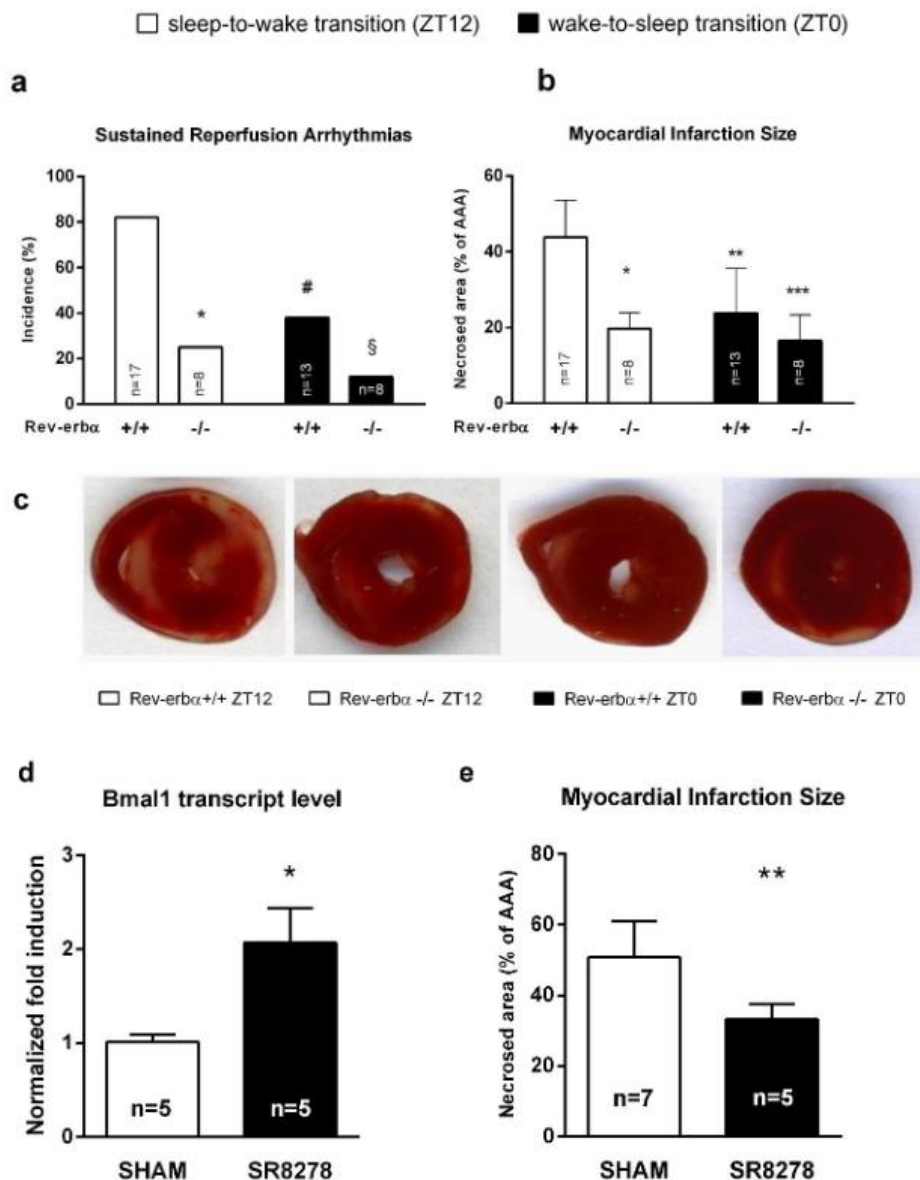 sleep-to-wake transition (ZT12) wake-to-sleep transition (ZT0)
a
b
Sustained Reperfusion Arrhythmias
Incidence (%)
100
80
60
40
20
0
*
#
§
n=17
n=8
n=13
n=8
Rev-erbα +/+ -/- +/+ -/-
Myocardial Infarction Size
Necrosed area (% of AAA)
60
40
20
0
*
**
***
n=17
n=8
n=13
n=8
Rev-erbα +/+ -/- +/+ -/-
c
Rev-erbα+/+ ZT12 Rev-erbα -/- ZT12 Rev-erbα+/+ ZT0 Rev-erbα -/- ZT0
d
Bmal1 transcript level
Normalized fold induction
3
2
1
0
*
n=5
n=5
SHAM SR8278
e
Myocardial Infarction Size
Necrosed area (% of AAA)
80
60
40
20
0
**
n=7
n=5
SHAM SR8278